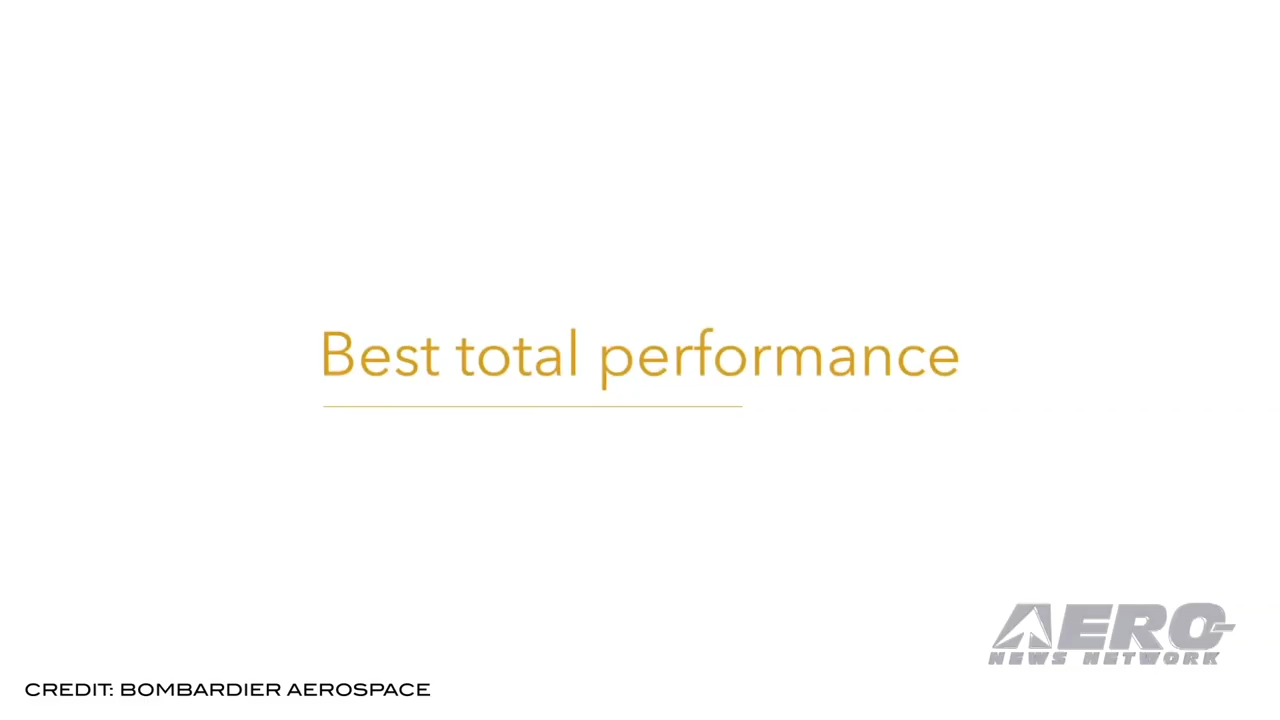 Best total performance
AERO-
NEWS NETWORK
CREDIT: BOMBARDIER AEROSPACE